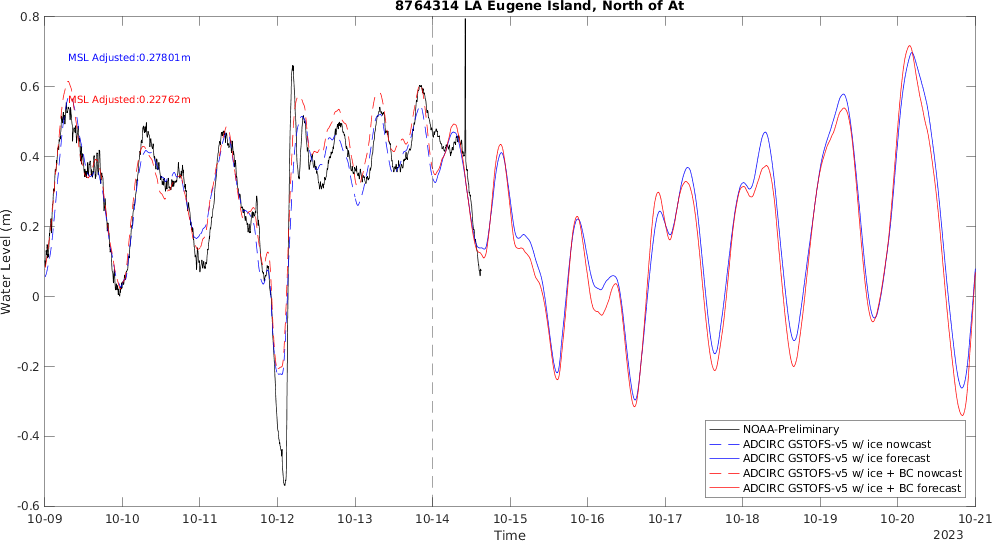 8764314 LA Eugene Island, North of At
MSL Adjusted:0.27801m
MSL Adjusted:0.22762m
Water Level (m)
0.8
0.6
0.4
0.2
0
-0.2
-0.4
-0.6
NOAA-Preliminary
ADCIRC GSTOFS-v5 w/ ice nowcast
ADCIRC GSTOFS-v5 w/ ice forecast
ADCIRC GSTOFS-v5 w/ ice + BC nowcast
ADCIRC GSTOFS-v5 w/ ice + BC forecast
10-09 10-10 10-11 10-12 10-13 10-14 10-15 10-16 10-17 10-18 10-19 10-20 10-21
Time
2023